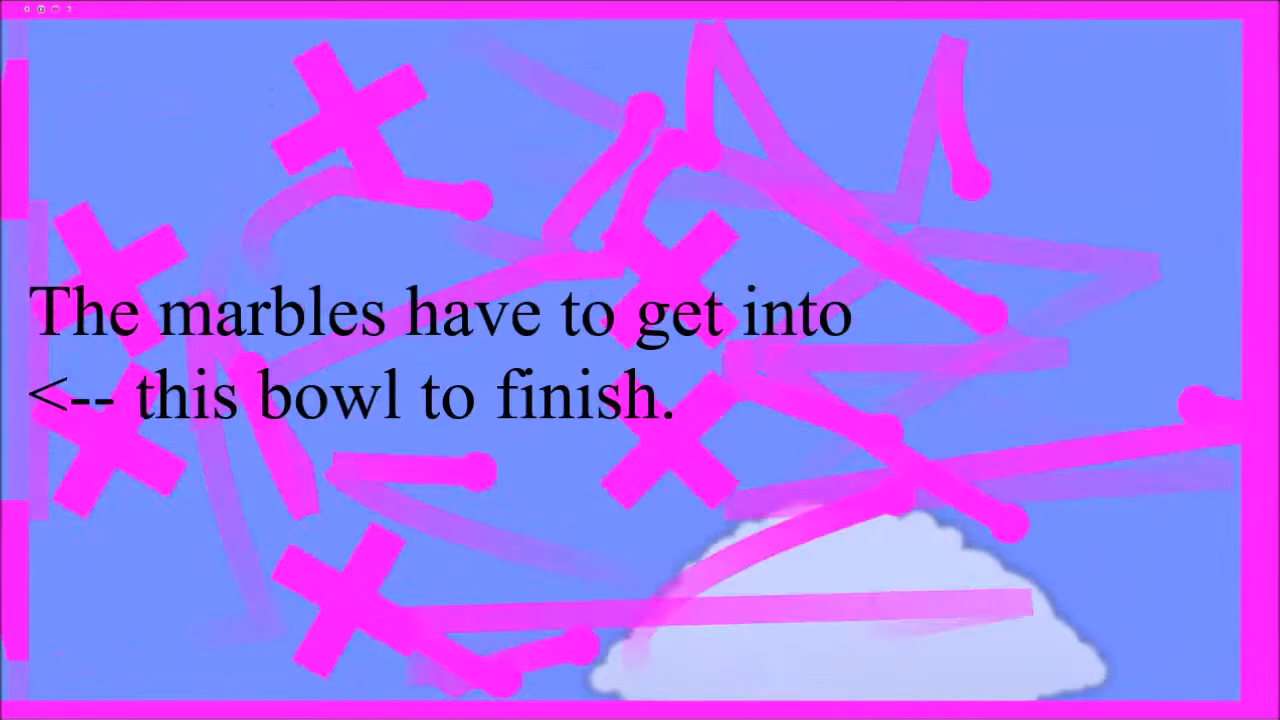 The marbles have to get into
<-- this bowl to finish.